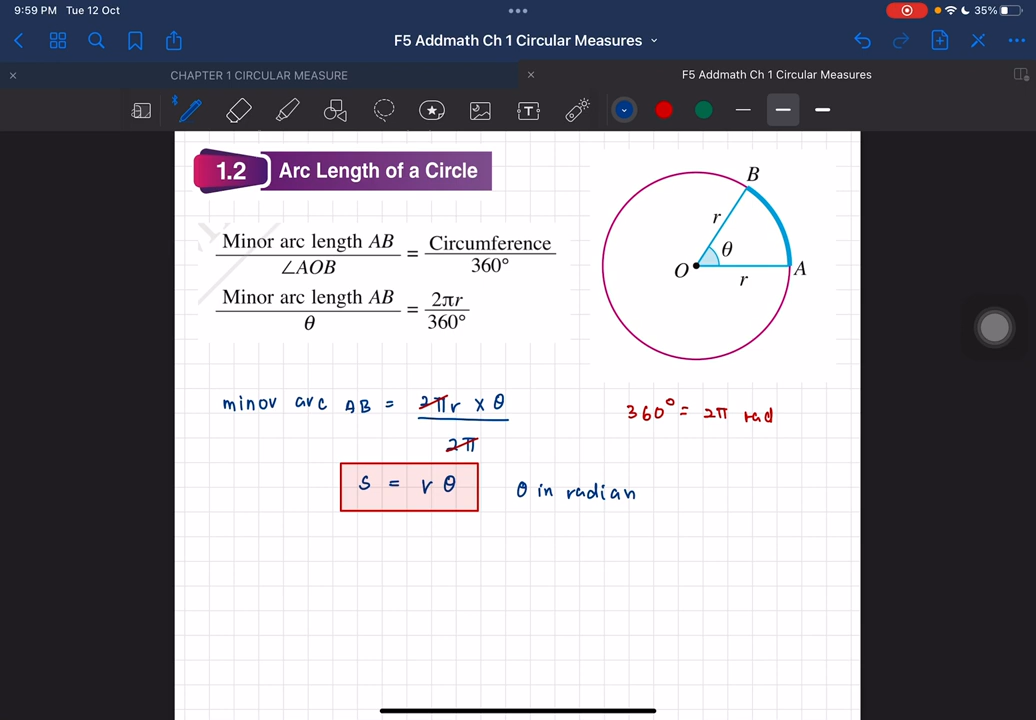 9:59 PM Tue 12 Oct
35%
F5 Addmath Ch 1 Circular Measures
CHAPTER 1 CIRCULAR MEASURE
F5 Addmath Ch 1 Circular Measures
1.2 Arc Length of a Circle
Minor arc length AB / ∠AOB = Circumference / 360°
Minor arc length AB / θ = 2πr / 360°
B
r
θ
O
A
r
minor arc AB = 2πr × θ / 2π
360° = 2π rad
s = r θ
θ in radian